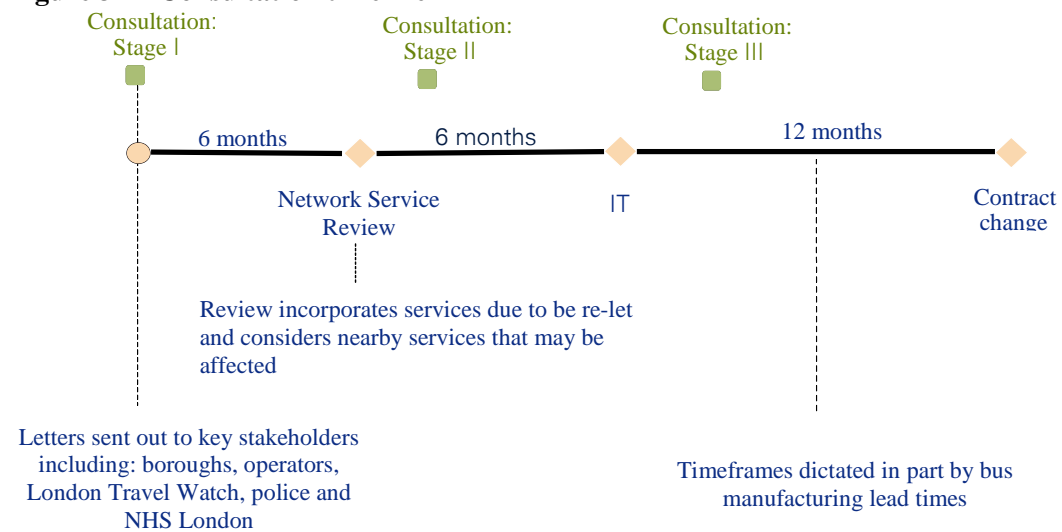 Consultation:
Stage I
Consultation:
Stage II
Consultation:
Stage III
6 months
6 months
12 months
Network Service
Review
IT
Contract
change
Review incorporates services due to be re-let
and considers nearby services that may be
affected
Letters sent out to key stakeholders
including: boroughs, operators,
London Travel Watch, police and
NHS London
Timeframes dictated in part by bus
manufacturing lead times